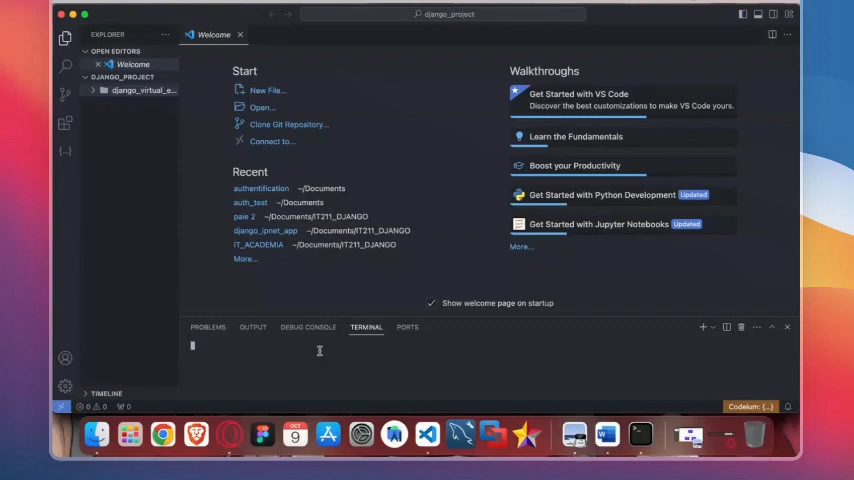 django_project
EXPLORER
Welcome
OPEN EDITORS
Welcome
DJANGO_PROJECT
django_virtual_e...
Start
New File...
Open...
Clone Git Repository...
Connect to...
Recent
authentification ~/Documents
auth_test ~/Documents
paie 2 ~/Documents/IT211_DJANGO
django_ipnet_app ~/Documents/IT211_DJANGO
IT_ACADEMIA ~/Documents/IT211_DJANGO
More...
Walkthroughs
Get Started with VS Code
Discover the best customizations to make VS Code yours.
Learn the Fundamentals
Boost your Productivity
Get Started with Python Development Updated
Get Started with Jupyter Notebooks Updated
More...
Show welcome page on startup
PROBLEMS OUTPUT DEBUG CONSOLE TERMINAL PORTS
TIMELINE
0 0 0
Codeium: {...}
OCT
9